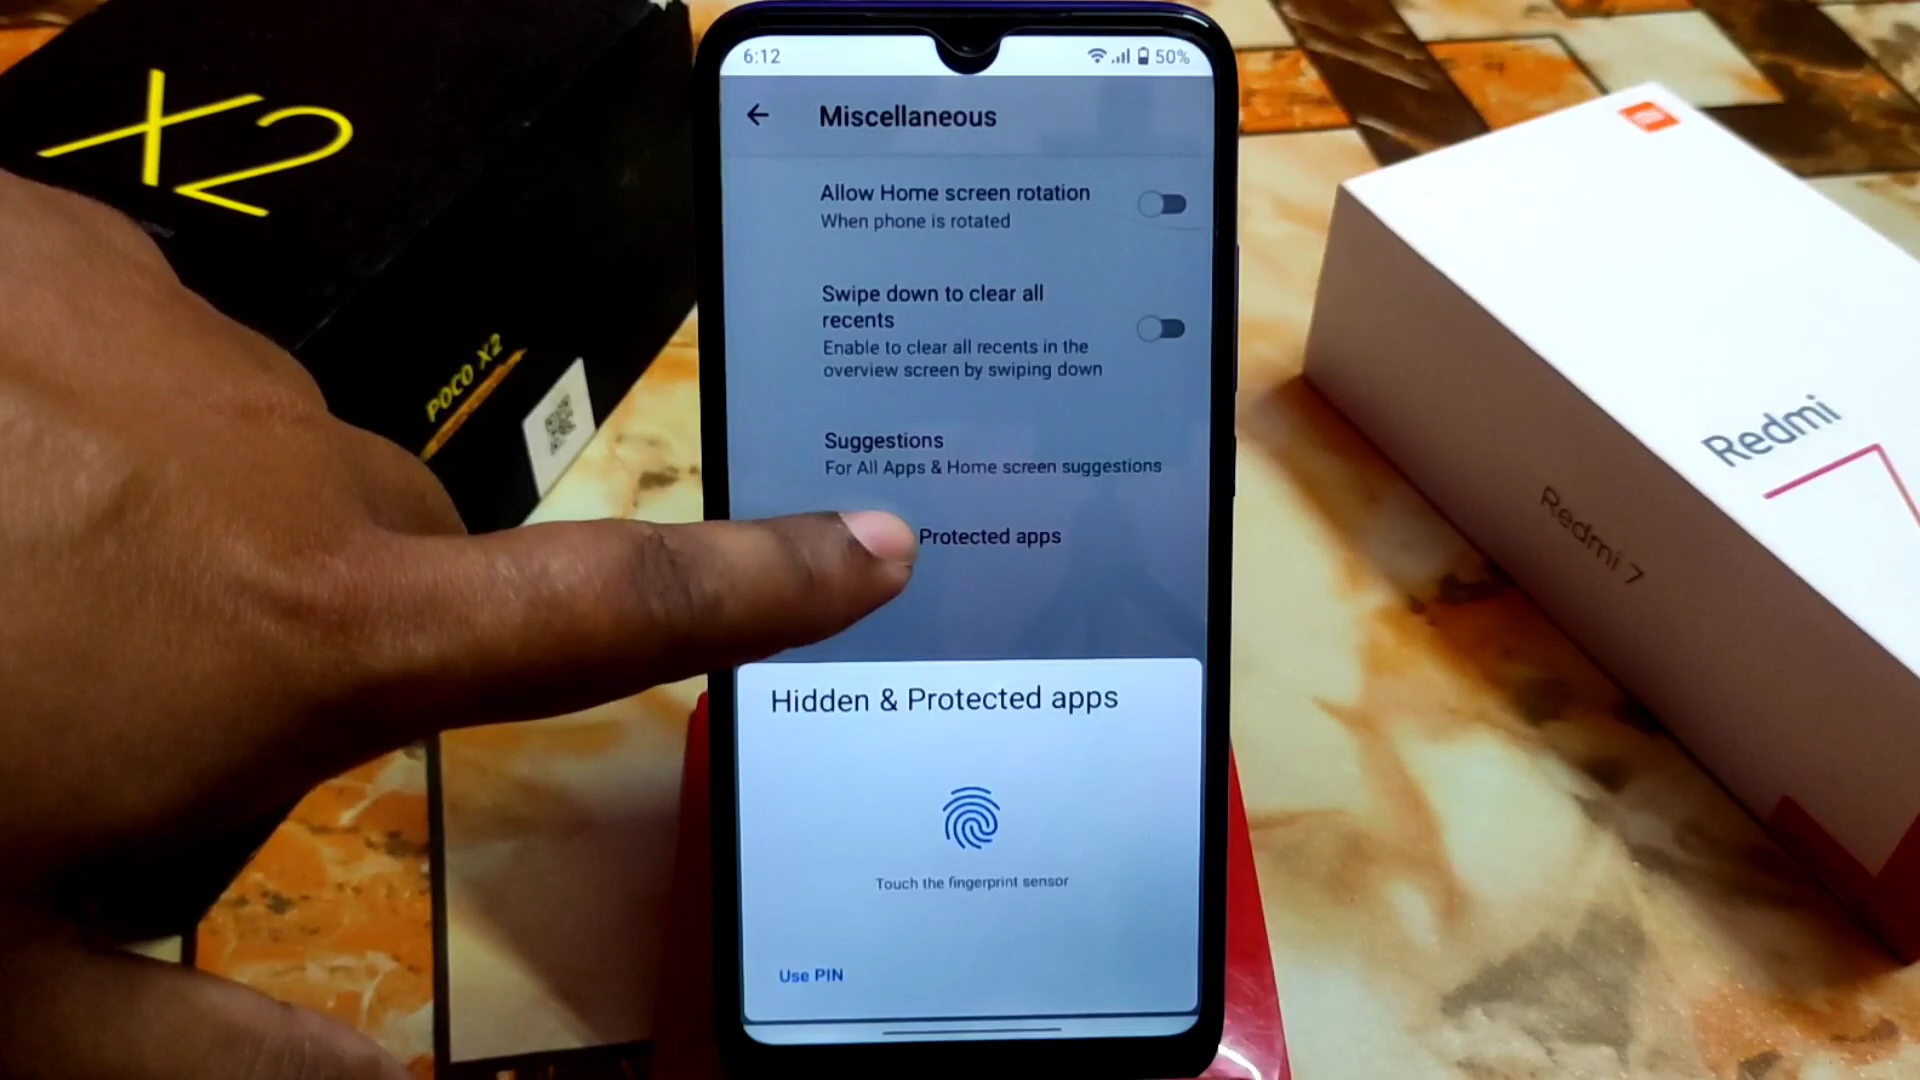 X2
POCO X2
6:12
50%
Miscellaneous
Allow Home screen rotation
When phone is rotated
Swipe down to clear all
recents
Enable to clear all recents in the
overview screen by swiping down
Suggestions
For All Apps & Home screen suggestions
Protected apps
Hidden & Protected apps
Touch the fingerprint sensor
Use PIN
Redmi
7
Redmi 7